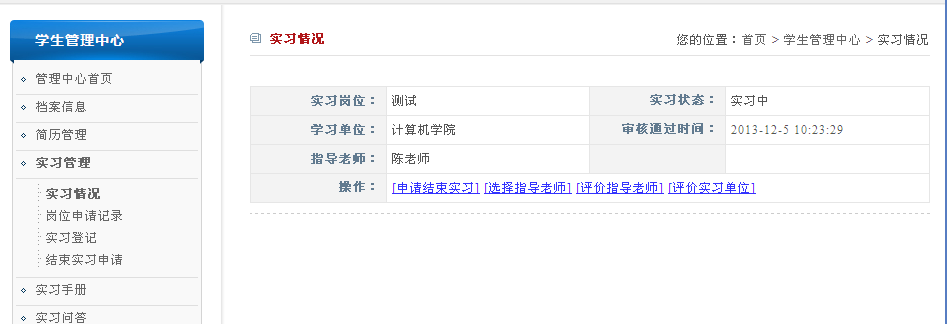 学生管理中心
管理中心首页
档案信息
简历管理
实习管理
实习情况
岗位申请记录
实习登记
结束实习申请
实习手册
实习问答
实习情况
您的位置：首页 > 学生管理中心 > 实习情况
实习岗位： 测试 实习状态： 实习中
学习单位： 计算机学院 审核通过时间： 2013-12-5 10:23:29
指导老师： 陈老师
操作： [申请结束实习] [选择指导老师] [评价指导老师] [评价实习单位]